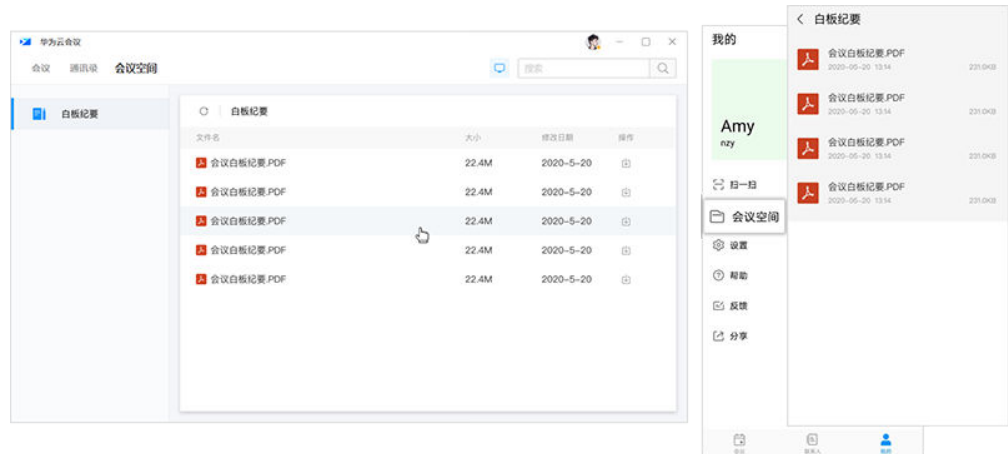 华为云会议
会议 通讯录 会议空间
搜索
白板纪要
白板纪要
文件名 大小 修改日期 操作
会议白板纪要.PDF 22.4M 2020-5-20
会议白板纪要.PDF 22.4M 2020-5-20
会议白板纪要.PDF 22.4M 2020-5-20
会议白板纪要.PDF 22.4M 2020-5-20
会议白板纪要.PDF 22.4M 2020-5-20
我的
Amy
nzy
扫一扫
会议空间
设置
帮助
反馈
分享
会议 联系人 我的
白板纪要
会议白板纪要.PDF
2020-05-20 13:14 231.0KB
会议白板纪要.PDF
2020-05-20 13:14 231.0KB
会议白板纪要.PDF
2020-05-20 13:14 231.0KB
会议白板纪要.PDF
2020-05-20 13:14 231.0KB